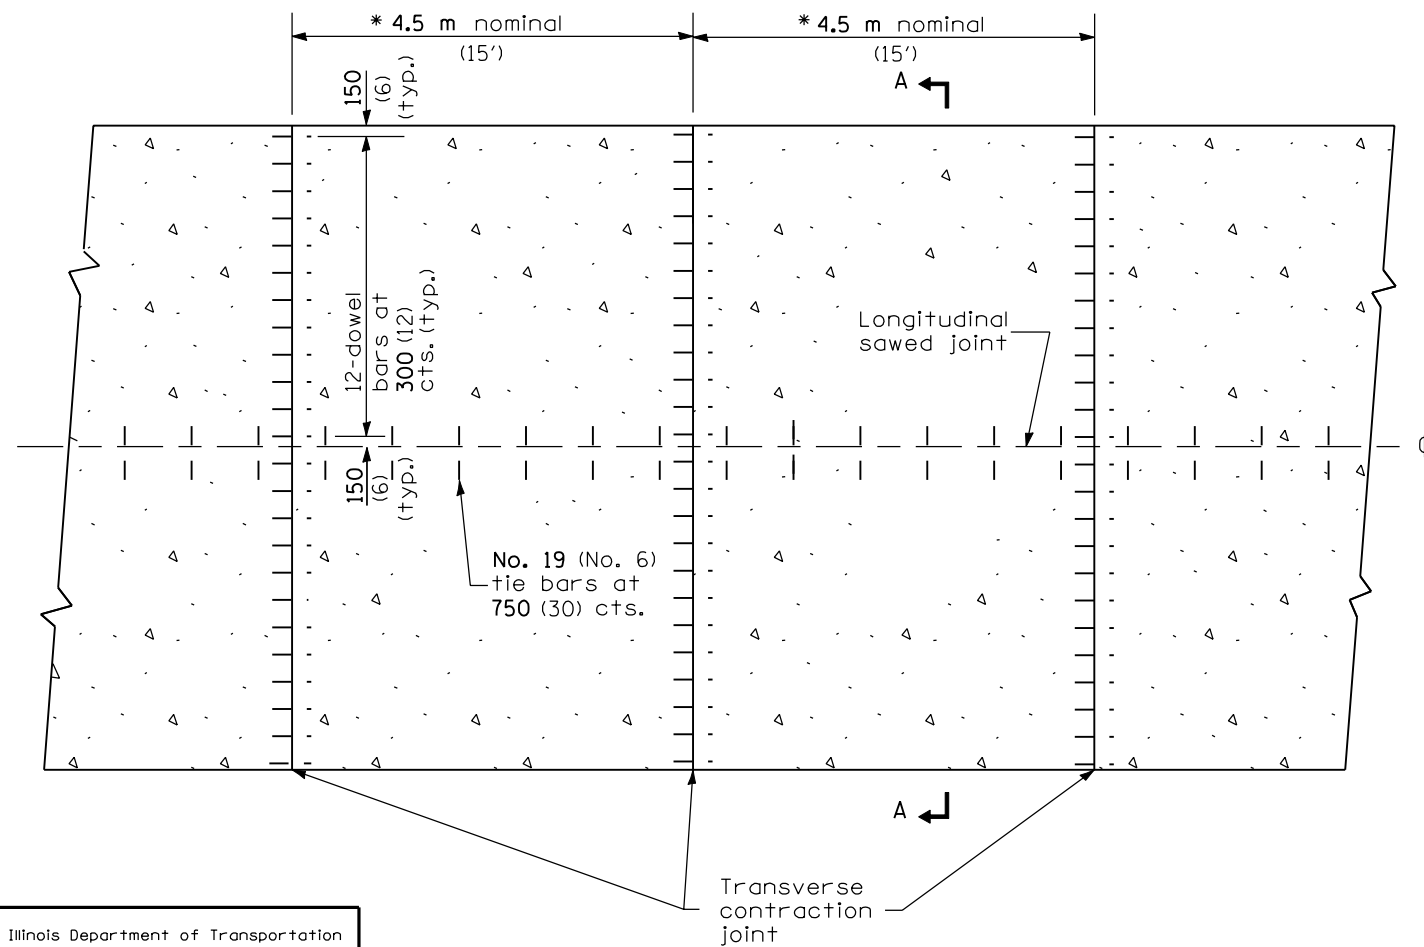 * 4.5 m nominal
(15')
* 4.5 m nominal
(15')
150
(6)
(typ.)
A
12-dowel
bars at
300 (12)
cts. (typ.)
Longitudinal
sawed joint
150
(6)
(typ.)
No. 19 (No. 6)
tie bars at
750 (30) cts.
A
Transverse
contraction
joint
Illinois Department of Transportation